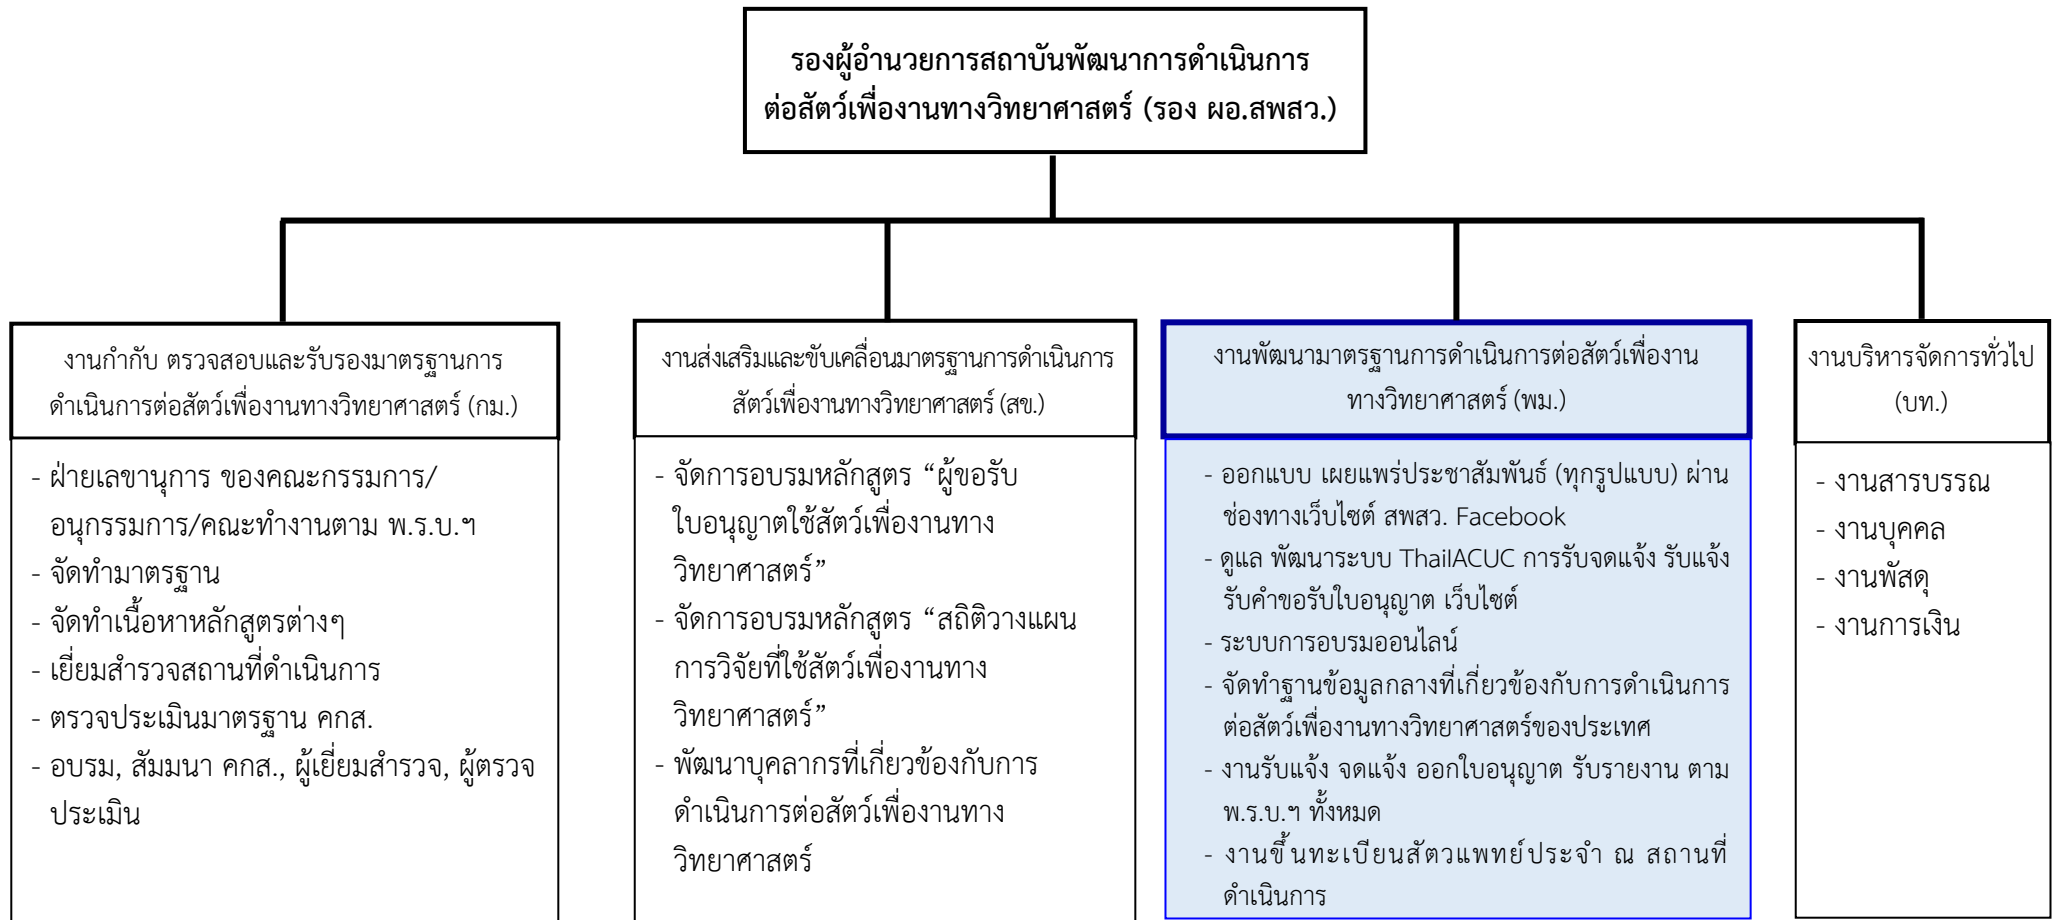 รองผู้อำนวยการสถาบันพัฒนาการดำเนินการ
ต่อสัตว์เพื่องานทางวิทยาศาสตร์ (รอง ผอ.สพสว.)
งานกำกับ ตรวจสอบและรับรองมาตรฐานการ
ดำเนินการต่อสัตว์เพื่องานทางวิทยาศาสตร์ (กม.)
- ฝ่ายเลขานุการ ของคณะกรรมการ/
อนุกรรมการ/คณะทำงานตาม พ.ร.บ.ฯ
- จัดทำมาตรฐาน
- จัดทำเนื้อหาหลักสูตรต่างๆ
- เยี่ยมสำรวจสถานที่ดำเนินการ
- ตรวจประเมินมาตรฐาน คกส.
- อบรม, สัมมนา คกส., ผู้เยี่ยมสำรวจ, ผู้ตรวจ
ประเมิน
งานส่งเสริมและขับเคลื่อนมาตรฐานการดำเนินการ
สัตว์เพื่องานทางวิทยาศาสตร์ (สข.)
- จัดการอบรมหลักสูตร “ผู้ขอรับ
ใบอนุญาตใช้สัตว์เพื่องานทาง
วิทยาศาสตร์”
- จัดการอบรมหลักสูตร “สถิติวางแผน
การวิจัยที่ใช้สัตว์เพื่องานทาง
วิทยาศาสตร์”
- พัฒนาบุคลากรที่เกี่ยวข้องกับการ
ดำเนินการต่อสัตว์เพื่องานทาง
วิทยาศาสตร์
งานพัฒนามาตรฐานการดำเนินการต่อสัตว์เพื่องาน
ทางวิทยาศาสตร์ (พม.)
- ออกแบบ เผยแพร่ประชาสัมพันธ์ (ทุกรูปแบบ) ผ่าน
ช่องทางเว็บไซต์ สพสว. Facebook
- ดูแล พัฒนาระบบ ThaiIACUC การรับจดแจ้ง รับแจ้ง
รับคำขอรับใบอนุญาต เว็บไซต์
- ระบบการอบรมออนไลน์
- จัดทำฐานข้อมูลกลางที่เกี่ยวข้องกับการดำเนินการ
ต่อสัตว์เพื่องานทางวิทยาศาสตร์ของประเทศ
- งานรับแจ้ง จดแจ้ง ออกใบอนุญาต รับรายงาน ตาม
พ.ร.บ.ฯ ทั้งหมด
- งานขึ้นทะเบียนสัตวแพทย์ประจำ ณ สถานที่
ดำเนินการ
งานบริหารจัดการทั่วไป
(บท.)
- งานสารบรรณ
- งานบุคคล
- งานพัสดุ
- งานการเงิน